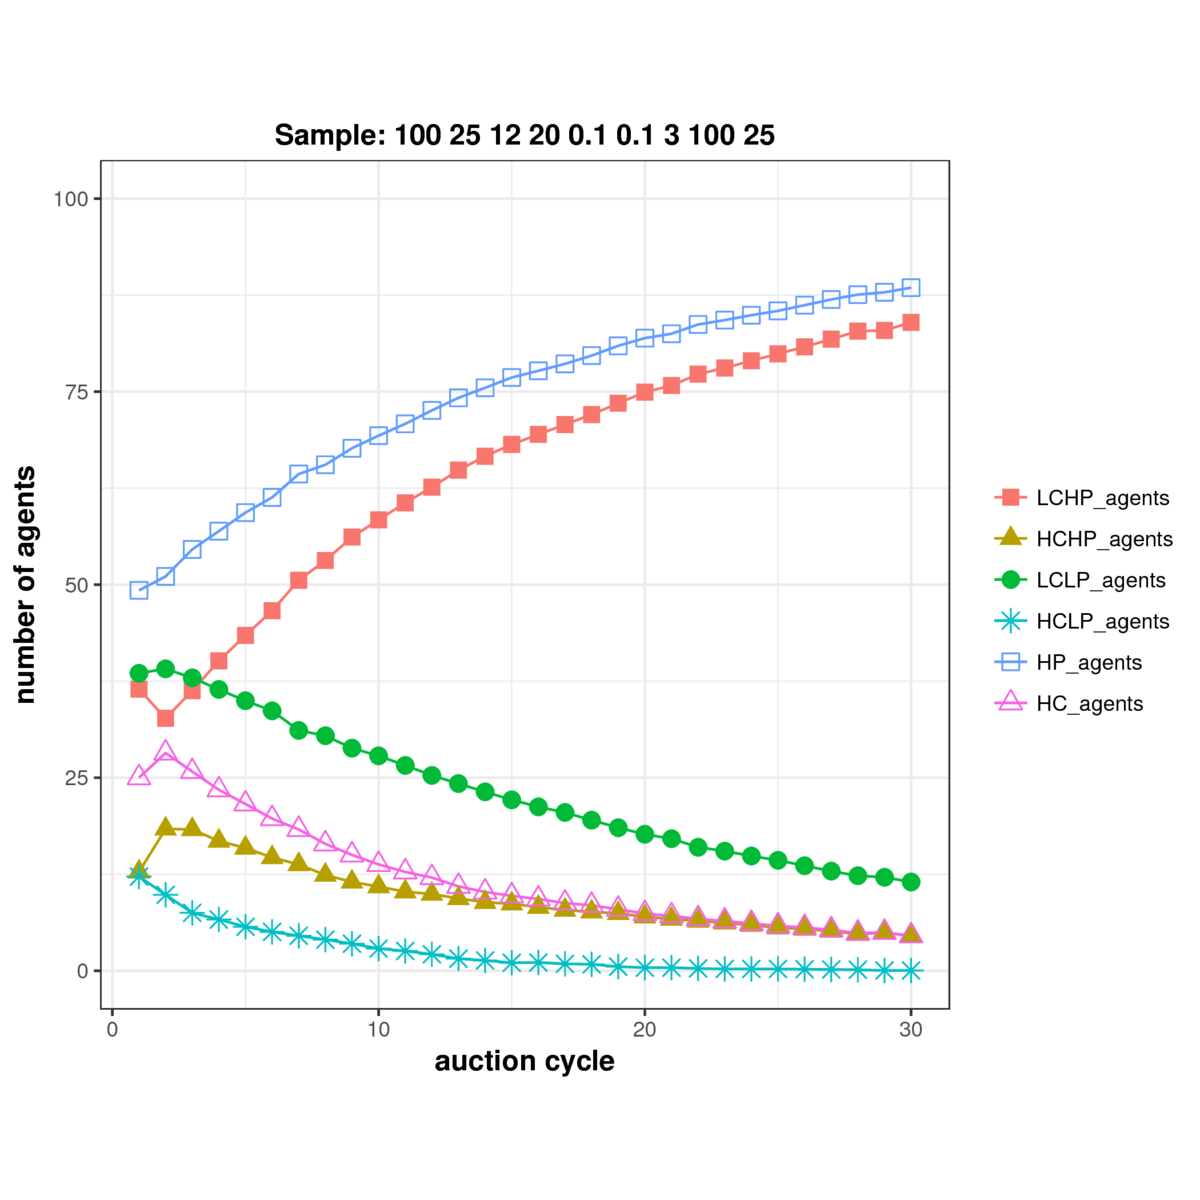 Sample: 100 25 12 20 0.1 0.1 3 100 25
100
75
50
25
0
0
10
20
30
number of agents
auction cycle
LCHP_agents
HCHP_agents
LCLP_agents
HCLP_agents
HP_agents
HC_agents